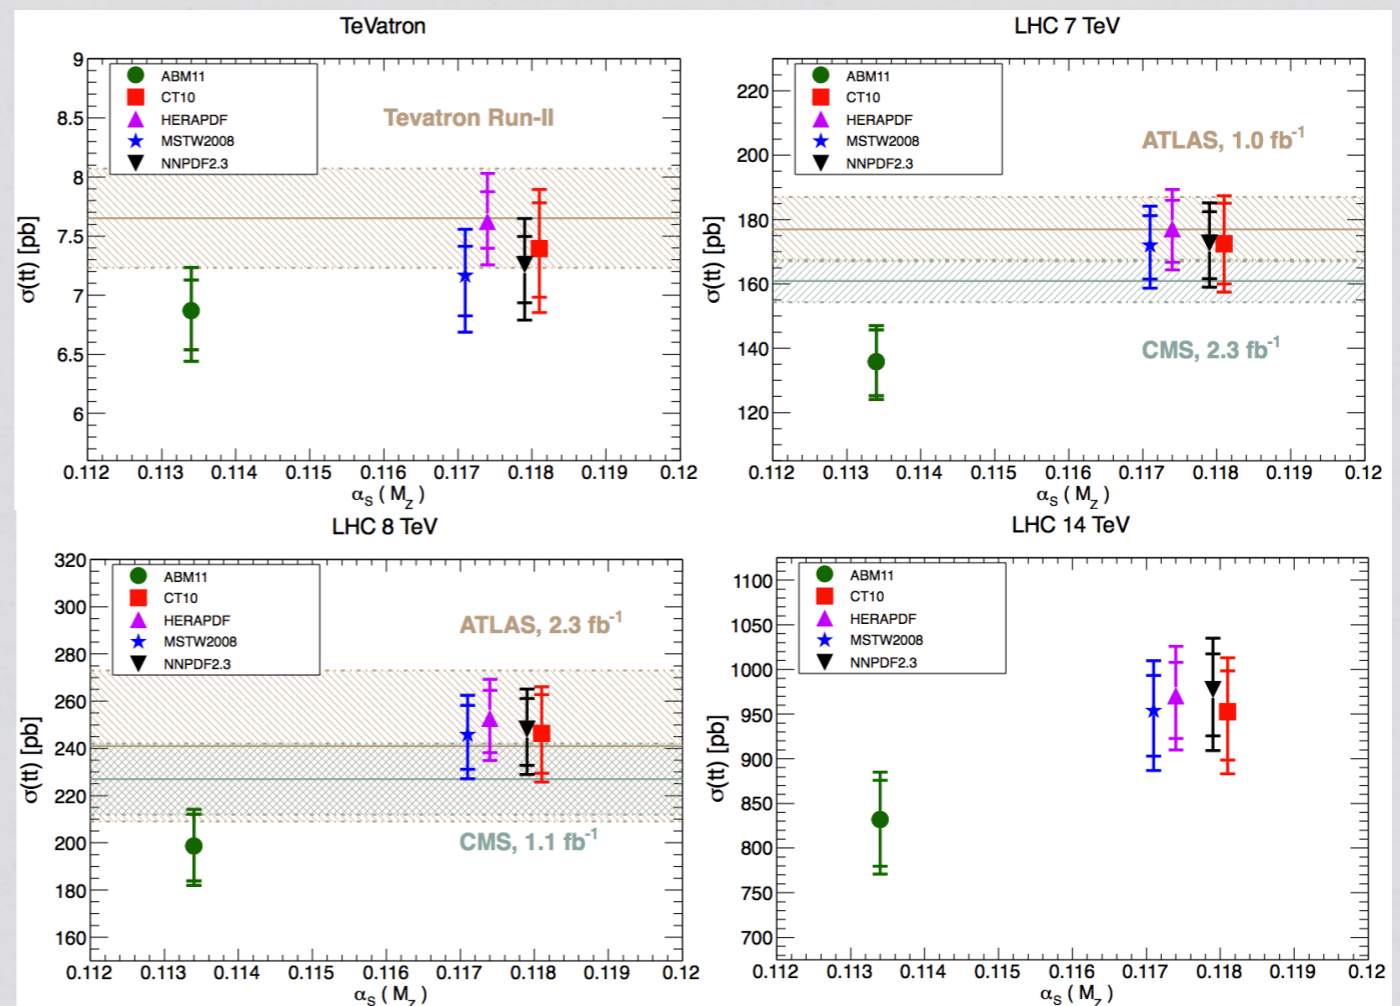 TeVatron
9
8.5
8
7.5
7
6.5
6
σ(tt) [pb]
ABM11
CT10
HERAPDF
MSTW2008
NNPDF2.3
Tevatron Run-II
0.112 0.113 0.114 0.115 0.116 0.117 0.118 0.119 0.12
α_S ( M_Z )
LHC 7 TeV
220
200
180
160
140
120
σ(tt) [pb]
ABM11
CT10
HERAPDF
MSTW2008
NNPDF2.3
ATLAS, 1.0 fb⁻¹
CMS, 2.3 fb⁻¹
0.112 0.113 0.114 0.115 0.116 0.117 0.118 0.119 0.12
α_S ( M_Z )
LHC 8 TeV
320
300
280
260
240
220
200
180
160
σ(tt) [pb]
ABM11
CT10
HERAPDF
MSTW2008
NNPDF2.3
ATLAS, 2.3 fb⁻¹
CMS, 1.1 fb⁻¹
0.112 0.113 0.114 0.115 0.116 0.117 0.118 0.119 0.12
α_S ( M_Z )
LHC 14 TeV
1100
1050
1000
950
900
850
800
750
700
σ(tt) [pb]
ABM11
CT10
HERAPDF
MSTW2008
NNPDF2.3
0.112 0.113 0.114 0.115 0.116 0.117 0.118 0.119 0.12
α_S ( M_Z )